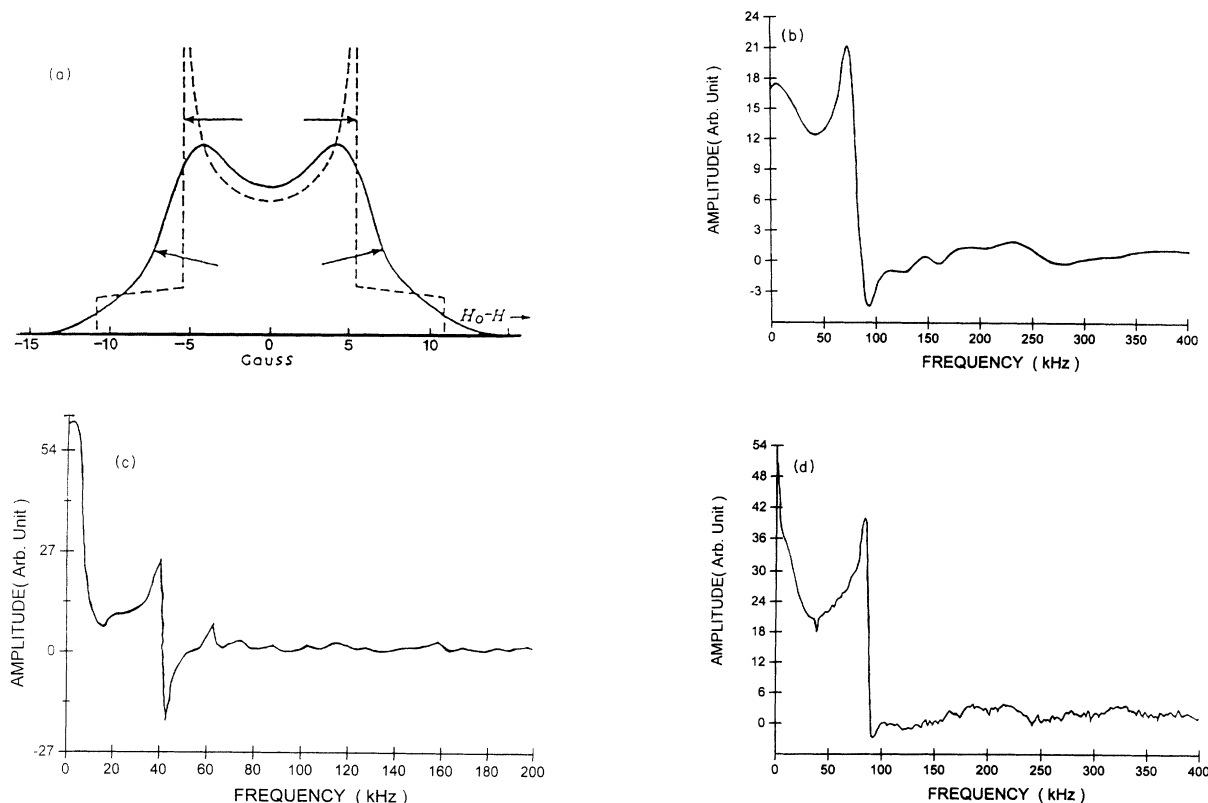 (a)
H₀-H →
-15 -10 -5 0 5 10
Gauss
(b)
AMPLITUDE( Arb. Unit )
24
21
18
15
12
9
6
3
0
-3
0 50 100 150 200 250 300 350 400
FREQUENCY ( kHz )
(c)
AMPLITUDE( Arb. Unit )
54
27
0
-27
0 20 40 60 80 100 120 140 160 180 200
FREQUENCY ( kHz )
(d)
AMPLITUDE( Arb. Unit )
54
48
42
36
30
24
18
12
6
0
0 50 100 150 200 250 300 350 400
FREQUENCY ( kHz )